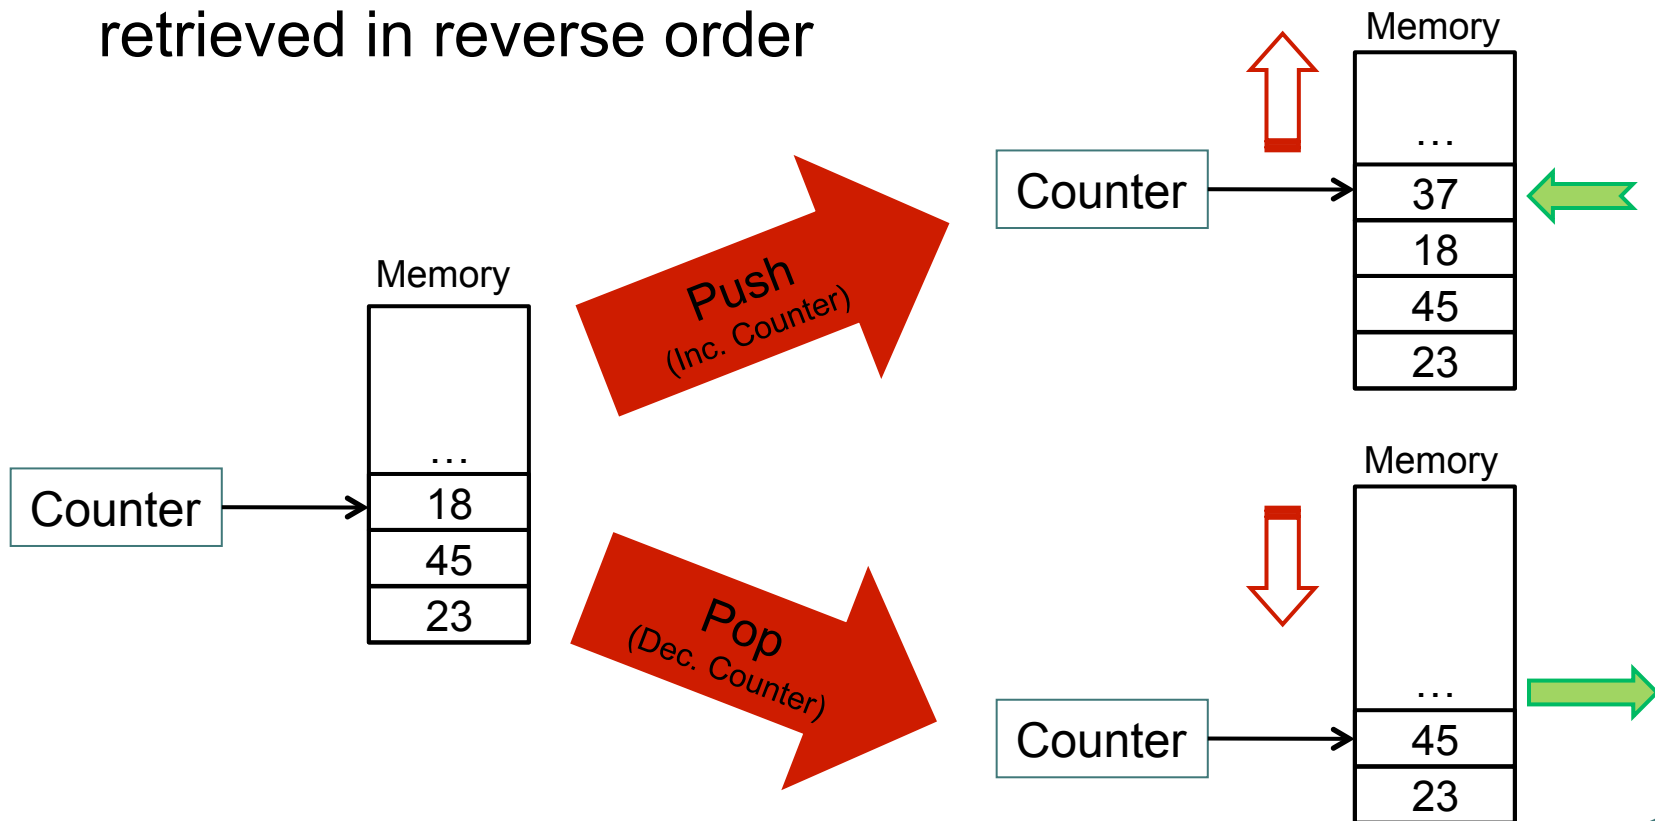 retrieved in reverse order
Memory
…
Counter
37
18
45
23
Push
(Inc. Counter)
Memory
…
Counter
18
45
23
Pop
(Dec. Counter)
Memory
…
Counter
45
23